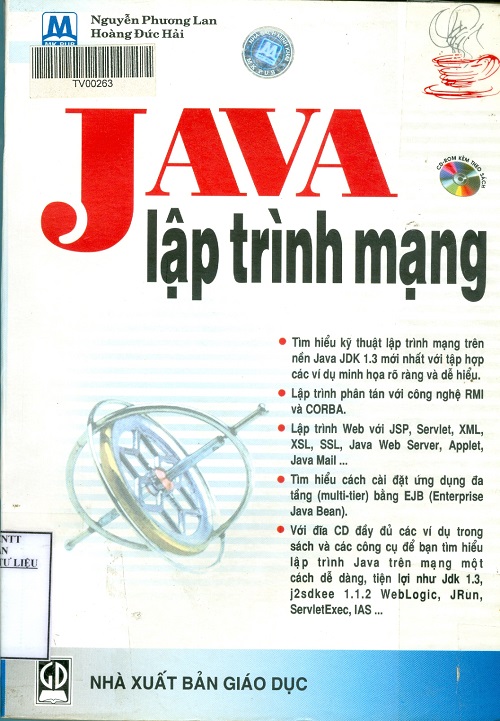 Nguyễn Phương Lan
Hoàng Đức Hải
TV00263
JAVA
lập trình mạng
CD-ROM KÈM THEO SÁCH
Tìm hiểu kỹ thuật lập trình mạng trên
nền Java JDK 1.3 mới nhất với tập hợp
các ví dụ minh họa rõ ràng và dễ hiểu.
Lập trình phân tán với công nghệ RMI
và CORBA.
Lập trình Web với JSP, Servlet, XML,
XSL, SSL, Java Web Server, Applet,
Java Mail ...
Tìm hiểu cách cài đặt ứng dụng đa
tầng (multi-tier) bằng EJB (Enterprise
Java Bean).
Với đĩa CD đầy đủ các ví dụ trong
sách và các công cụ để bạn tìm hiểu
lập trình Java trên mạng một
cách dễ dàng, tiện lợi như Jdk 1.3,
j2sdkee 1.1.2 WebLogic, JRun,
ServletExec, IAS ...
NTT
TƯ LIỆU
GD
NHÀ XUẤT BẢN GIÁO DỤC